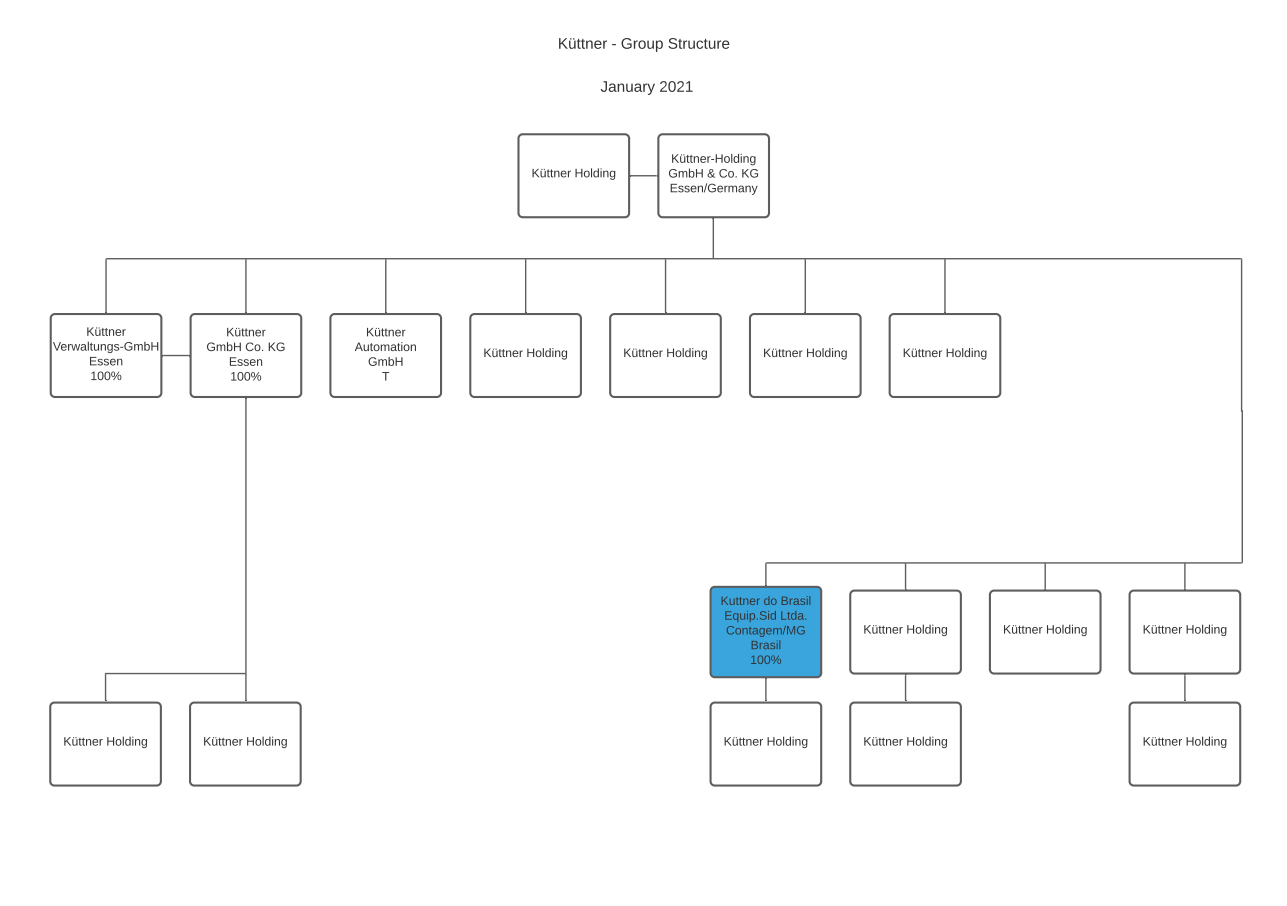 Küttner - Group Structure
January 2021
Küttner Holding
Küttner-Holding
GmbH & Co. KG
Essen/Germany
Küttner
Verwaltungs-GmbH
Essen
100%
Küttner
GmbH Co. KG
Essen
100%
Küttner
Automation
GmbH
T
Küttner Holding
Küttner Holding
Küttner Holding
Küttner Holding
Kuttner do Brasil
Equip.Sid Ltda.
Contagem/MG
Brasil
100%
Küttner Holding
Küttner Holding
Küttner Holding
Küttner Holding
Küttner Holding
Küttner Holding
Küttner Holding
Küttner Holding